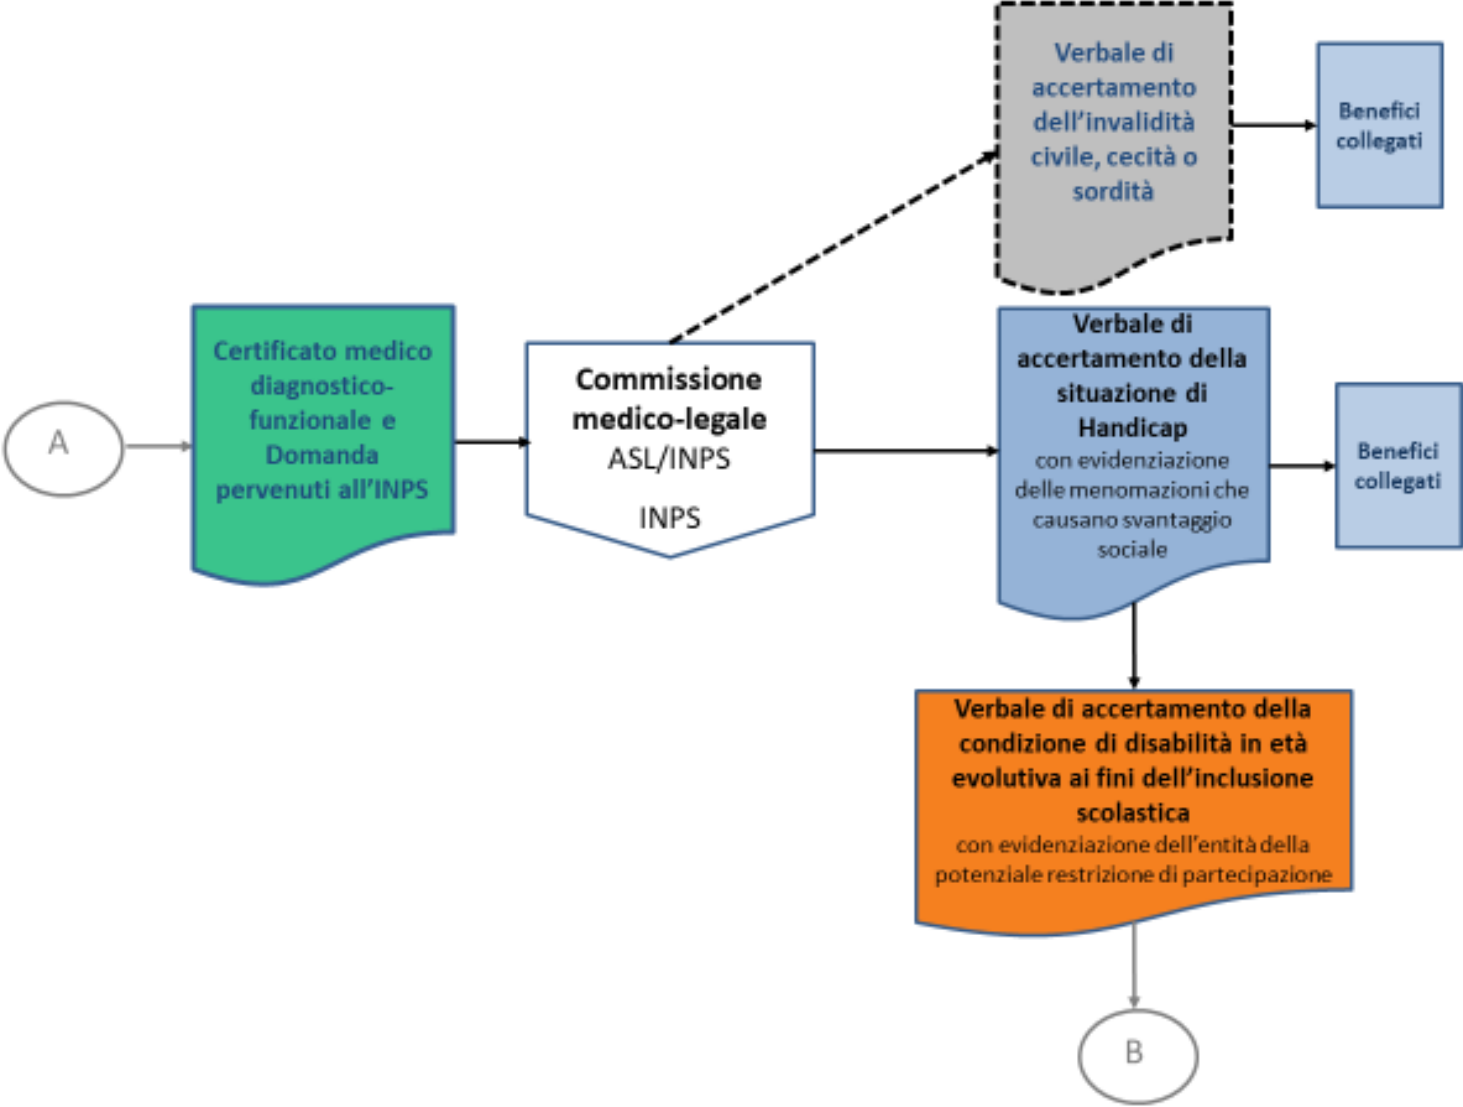 A
Certificato medico
diagnostico-
funzionale e
Domanda
pervenuti all'INPS
Commissione
medico-legale
ASL/INPS
INPS
Verbale di
accertamento
dell'invalidità
civile, cecità o
sordità
Benefici
collegati
Verbale di
accertamento della
situazione di
Handicap
con evidenziazione
delle menomazioni che
causano svantaggio
sociale
Benefici
collegati
Verbale di accertamento della
condizione di disabilità in età
evolutiva ai fini dell'inclusione
scolastica
con evidenziazione dell'entità della
potenziale restrizione di partecipazione
B